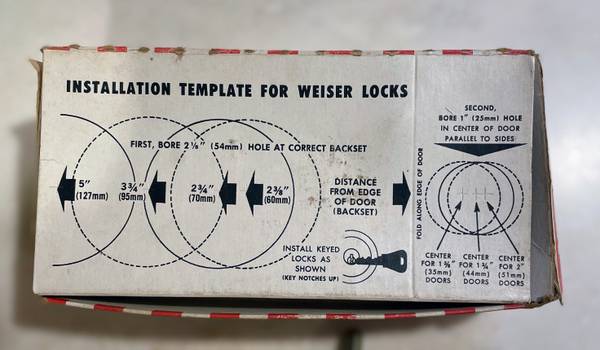 INSTALLATION TEMPLATE FOR WEISER LOCKS
FIRST, BORE 2⅛" (54mm) HOLE AT CORRECT BACKSET
5"
(127mm)
3¾"
(95mm)
2¾"
(70mm)
2⅜"
(60mm)
DISTANCE
FROM EDGE
OF DOOR
(BACKSET)
INSTALL KEYED
LOCKS AS
SHOWN
(KEY NOTCHES UP)
FOLD ALONG EDGE OF DOOR
SECOND,
BORE 1" (25mm) HOLE
IN CENTER OF DOOR
PARALLEL TO SIDES
CENTER
FOR 1⅜"
(35mm)
DOORS
CENTER
FOR 1¾"
(44mm)
DOORS
CENTER
FOR 2"
(51mm)
DOORS